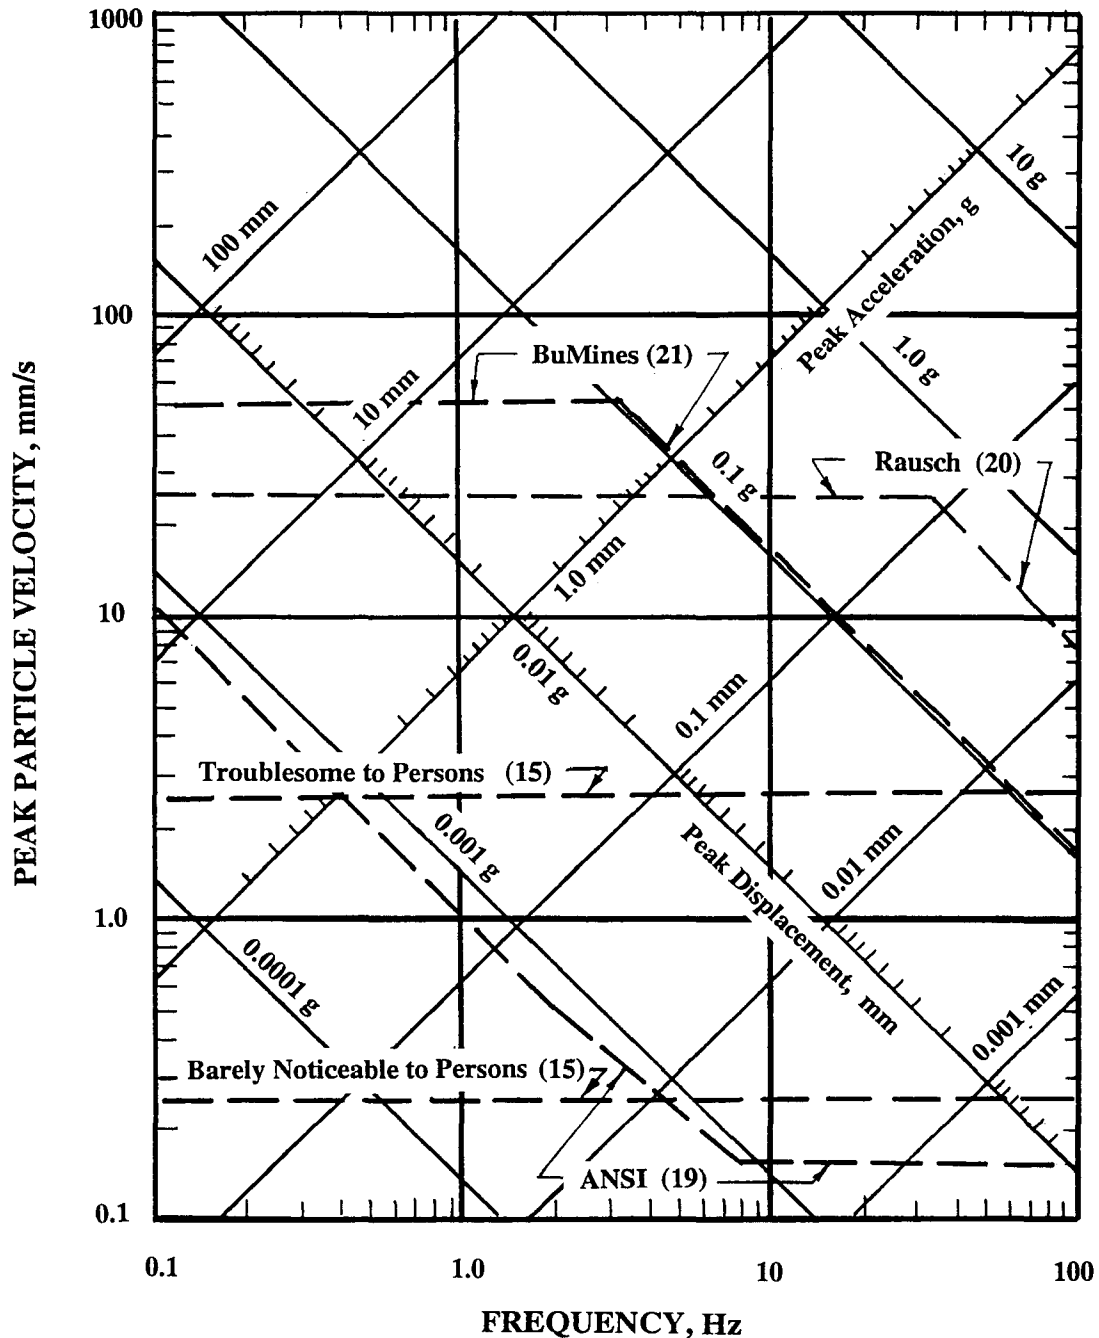 1000
100
10
1.0
0.1
PEAK PARTICLE VELOCITY, mm/s
100 mm
10 mm
1.0 mm
0.1 mm
0.01 mm
0.001 mm
10 g
1.0 g
0.1 g
0.01 g
0.001 g
0.0001 g
Peak Acceleration, g
Peak Displacement, mm
BuMines (21)
Rausch (20)
Troublesome to Persons (15)
Barely Noticeable to Persons (15)
ANSI (19)
0.1
1.0
10
100
FREQUENCY, Hz